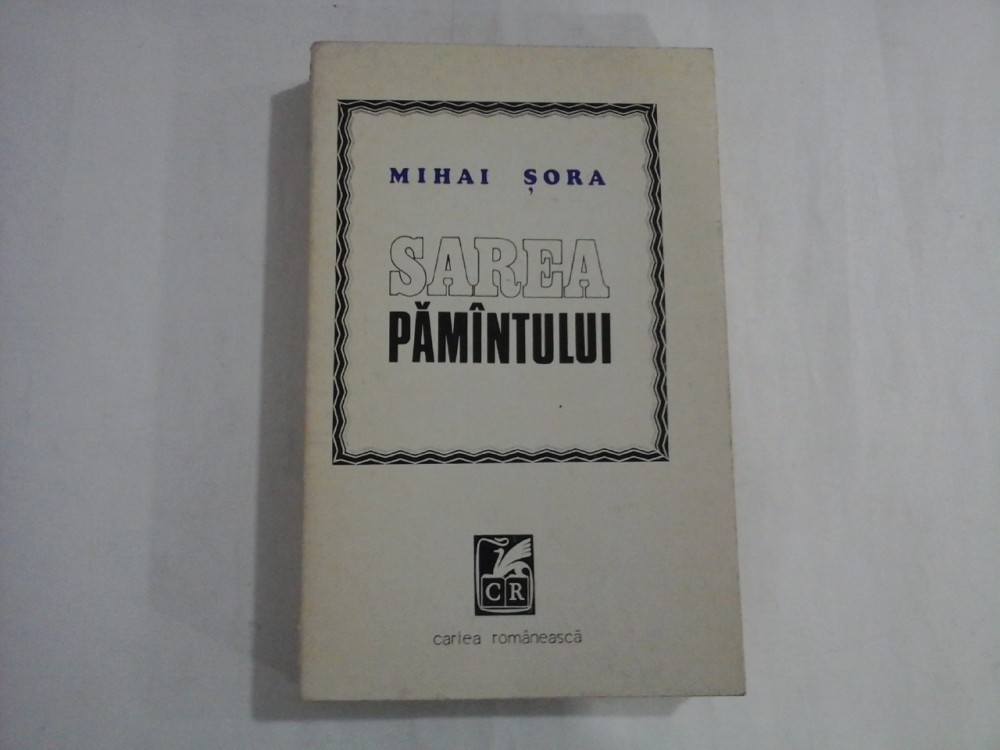 MIHAI ȘORA
SAREA
PĂMÎNTULUI
CR
cartea românească